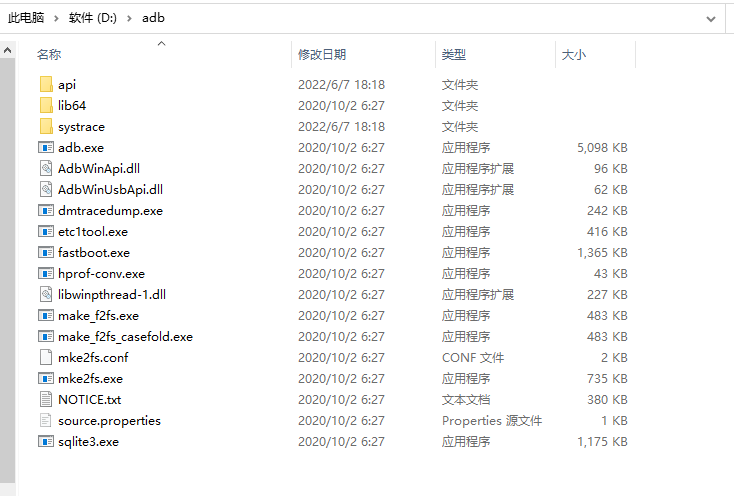 此电脑 › 软件 (D:) › adb
名称 修改日期 类型 大小
api 2022/6/7 18:18 文件夹
lib64 2020/10/2 6:27 文件夹
systrace 2022/6/7 18:18 文件夹
adb.exe 2020/10/2 6:27 应用程序 5,098 KB
AdbWinApi.dll 2020/10/2 6:27 应用程序扩展 96 KB
AdbWinUsbApi.dll 2020/10/2 6:27 应用程序扩展 62 KB
dmtracedump.exe 2020/10/2 6:27 应用程序 242 KB
etc1tool.exe 2020/10/2 6:27 应用程序 416 KB
fastboot.exe 2020/10/2 6:27 应用程序 1,365 KB
hprof-conv.exe 2020/10/2 6:27 应用程序 43 KB
libwinpthread-1.dll 2020/10/2 6:27 应用程序扩展 227 KB
make_f2fs.exe 2020/10/2 6:27 应用程序 483 KB
make_f2fs_casefold.exe 2020/10/2 6:27 应用程序 483 KB
mke2fs.conf 2020/10/2 6:27 CONF 文件 2 KB
mke2fs.exe 2020/10/2 6:27 应用程序 735 KB
NOTICE.txt 2020/10/2 6:27 文本文档 380 KB
source.properties 2020/10/2 6:27 Properties 源文件 1 KB
sqlite3.exe 2020/10/2 6:27 应用程序 1,175 KB